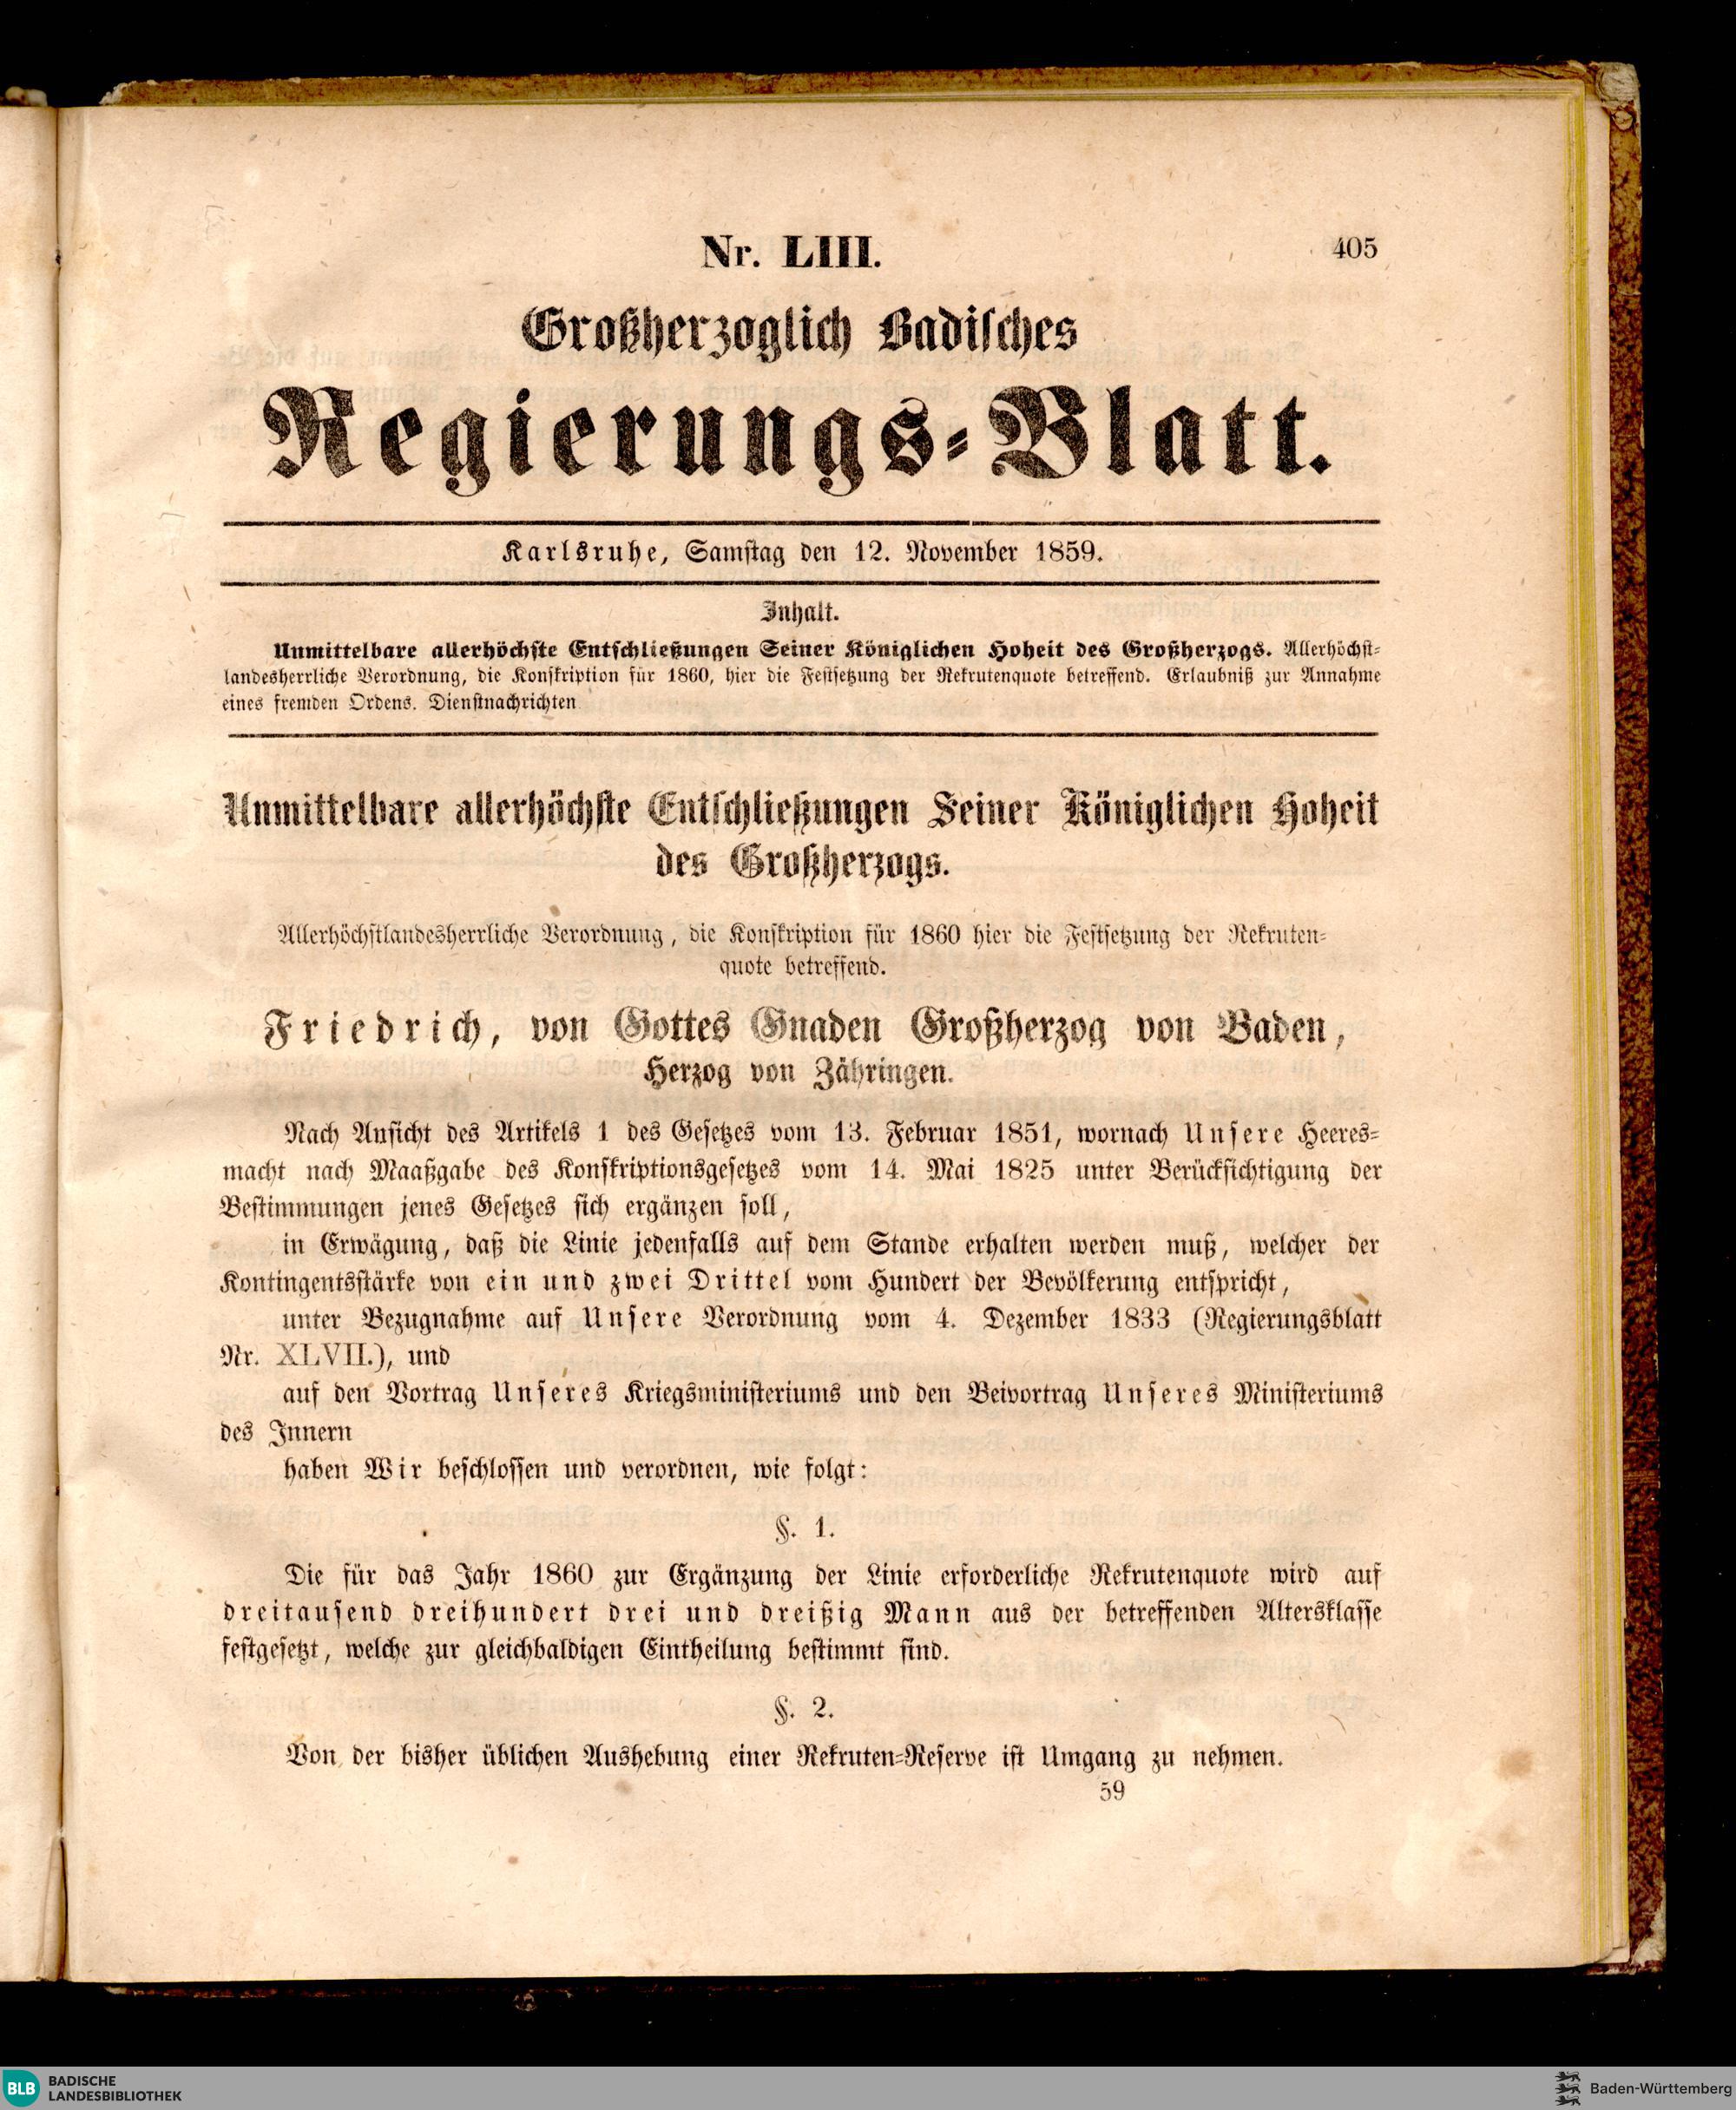 Nr. LIII.
405
Großherzoglich Badisches
Regierungs-Blatt.
Karlsruhe, Samstag den 12. November 1859.
Inhalt.
Unmittelbare allerhöchste Entschließungen Seiner Königlichen Hoheit des Großherzogs. Allerhöchst-
landesherrliche Verordnung, die Konskription für 1860, hier die Festsetzung der Rekrutenquote betreffend. Erlaubniß zur Annahme
eines fremden Ordens. Dienstnachrichten
Unmittelbare allerhöchste Entschließungen Seiner Königlichen Hoheit
des Großherzogs.
Allerhöchstlandesherrliche Verordnung, die Konskription für 1860 hier die Festsetzung der Rekruten-
quote betreffend.
Friedrich, von Gottes Gnaden Großherzog von Baden,
Herzog von Zähringen.
Nach Ansicht des Artikels 1 des Gesetzes vom 13. Februar 1851, wornach Unsere Heeres-
macht nach Maaßgabe des Konskriptionsgesetzes vom 14. Mai 1825 unter Berücksichtigung der
Bestimmungen jenes Gesetzes sich ergänzen soll,
in Erwägung, daß die Linie jedenfalls auf dem Stande erhalten werden muß, welcher der
Kontingentsstärke von ein und zwei Drittel vom Hundert der Bevölkerung entspricht,
unter Bezugnahme auf Unsere Verordnung vom 4. Dezember 1833 (Regierungsblatt
Nr. XLVII.), und
auf den Vortrag Unseres Kriegsministeriums und den Beivortrag Unseres Ministeriums
des Innern
haben Wir beschlossen und verordnen, wie folgt:
§. 1.
Die für das Jahr 1860 zur Ergänzung der Linie erforderliche Rekrutenquote wird auf
dreitausend dreihundert drei und dreißig Mann aus der betreffenden Altersklasse
festgesetzt, welche zur gleichbaldigen Eintheilung bestimmt sind.
§. 2.
Von der bisher üblichen Aushebung einer Rekruten-Reserve ist Umgang zu nehmen.
59
BLB BADISCHE
LANDESBIBLIOTHEK
Baden-Württemberg